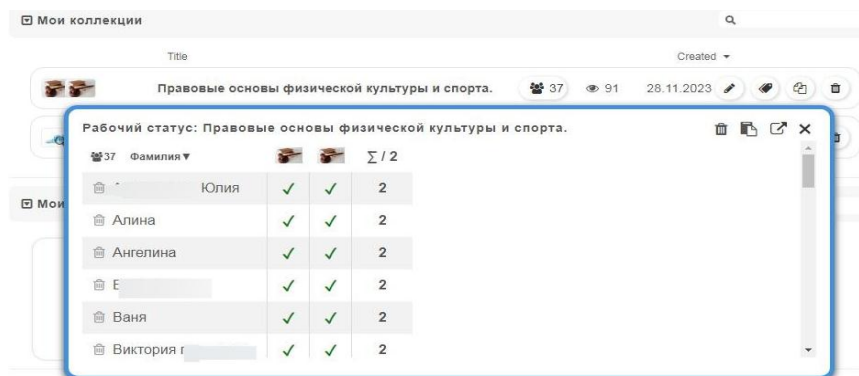 Мои коллекции
Title Created
Правовые основы физической культуры и спорта. 37 91 28.11.2023
Рабочий статус: Правовые основы физической культуры и спорта.
37 Фамилия ∑ / 2
Юлия 2
Мои
Алина 2
Ангелина 2
2
Ваня 2
Виктория 2